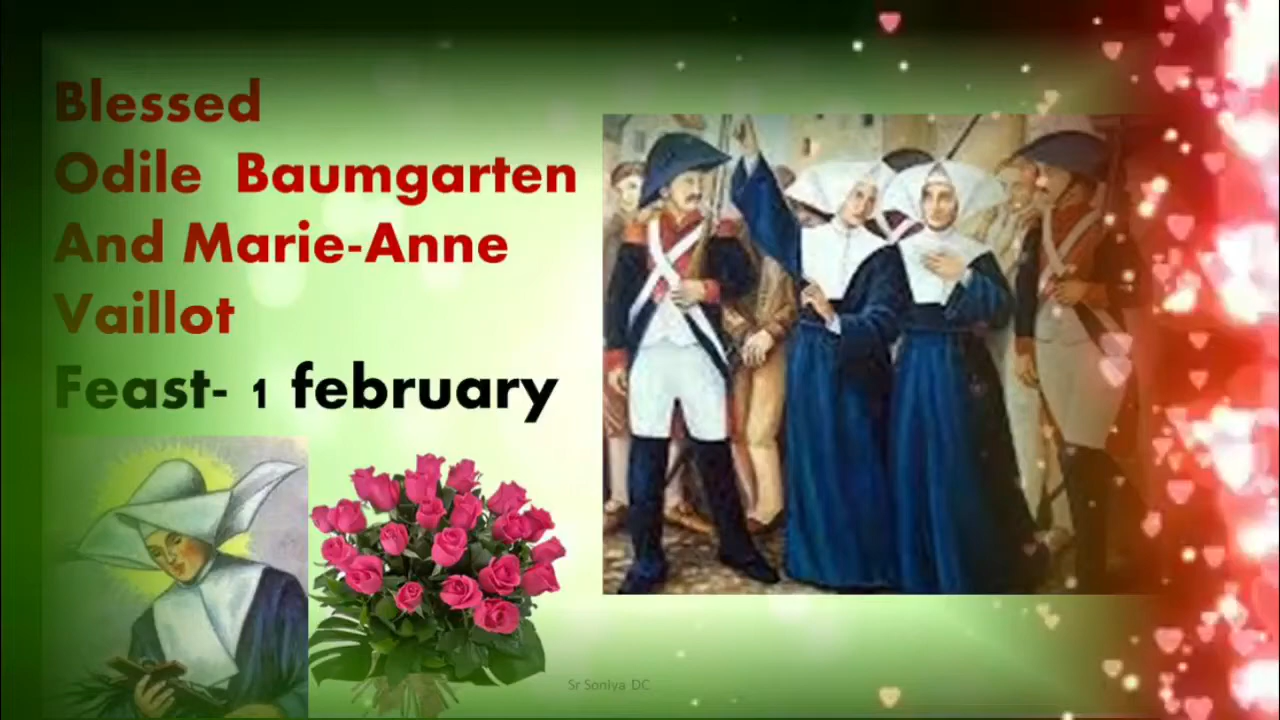 Blessed
Odile Baumgarten
And Marie-Anne
Vaillot
Feast- 1 february
Sr Soniya DC